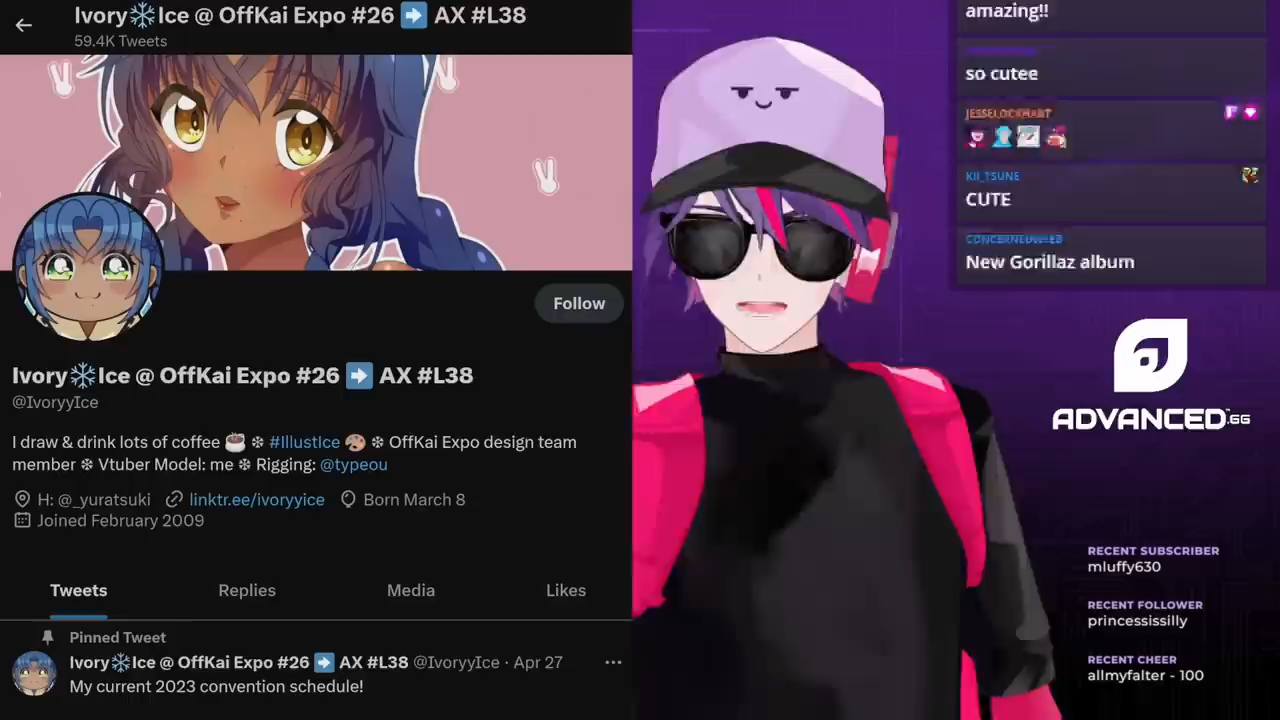 Ivory❄️Ice @ OffKai Expo #26 ➡️ AX #L38
59.4K Tweets
Follow
Ivory❄️Ice @ OffKai Expo #26 ➡️ AX #L38
@IvoryyIce
I draw & drink lots of coffee ☕ ❄ #IllustIce 🎨 ❄ OffKai Expo design team
member ❄ Vtuber Model: me ❄ Rigging: @typeou
H: @_yuratsuki linktr.ee/ivoryyice Born March 8
Joined February 2009
Tweets Replies Media Likes
Pinned Tweet
Ivory❄️Ice @ OffKai Expo #26 ➡️ AX #L38 @IvoryyIce · Apr 27 ···
My current 2023 convention schedule!
amazing!!
so cutee
JESSELOCKHART
KII_TSUNE
CUTE
CONCERNEDWEEB
New Gorillaz album
ADVANCED.GG
RECENT SUBSCRIBER
mluffy630
RECENT FOLLOWER
princessissilly
RECENT CHEER
allmyfalter - 100